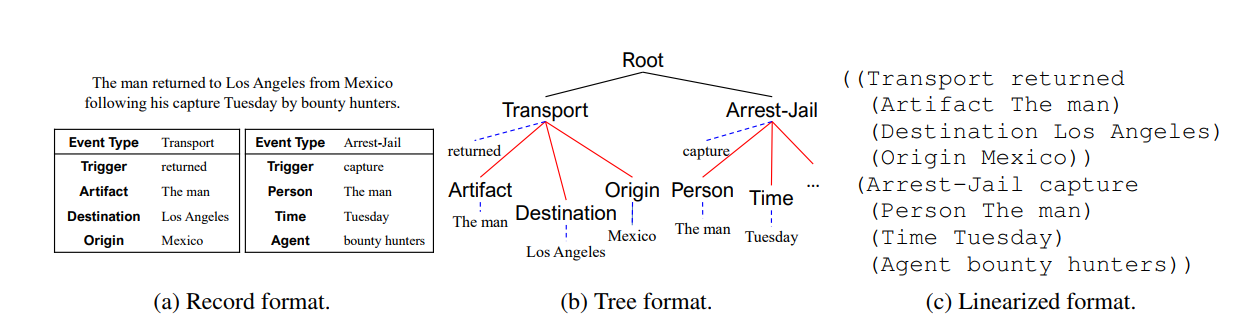 The man returned to Los Angeles from Mexico
following his capture Tuesday by bounty hunters.
Event Type Transport
Trigger returned
Artifact The man
Destination Los Angeles
Origin Mexico
Event Type Arrest-Jail
Trigger capture
Person The man
Time Tuesday
Agent bounty hunters
(a) Record format.
Root
Transport Arrest-Jail
returned capture
Artifact Destination Origin Person Time ...
The man Los Angeles Mexico The man Tuesday
(b) Tree format.
((Transport returned
(Artifact The man)
(Destination Los Angeles)
(Origin Mexico))
(Arrest-Jail capture
(Person The man)
(Time Tuesday)
(Agent bounty hunters))
(c) Linearized format.